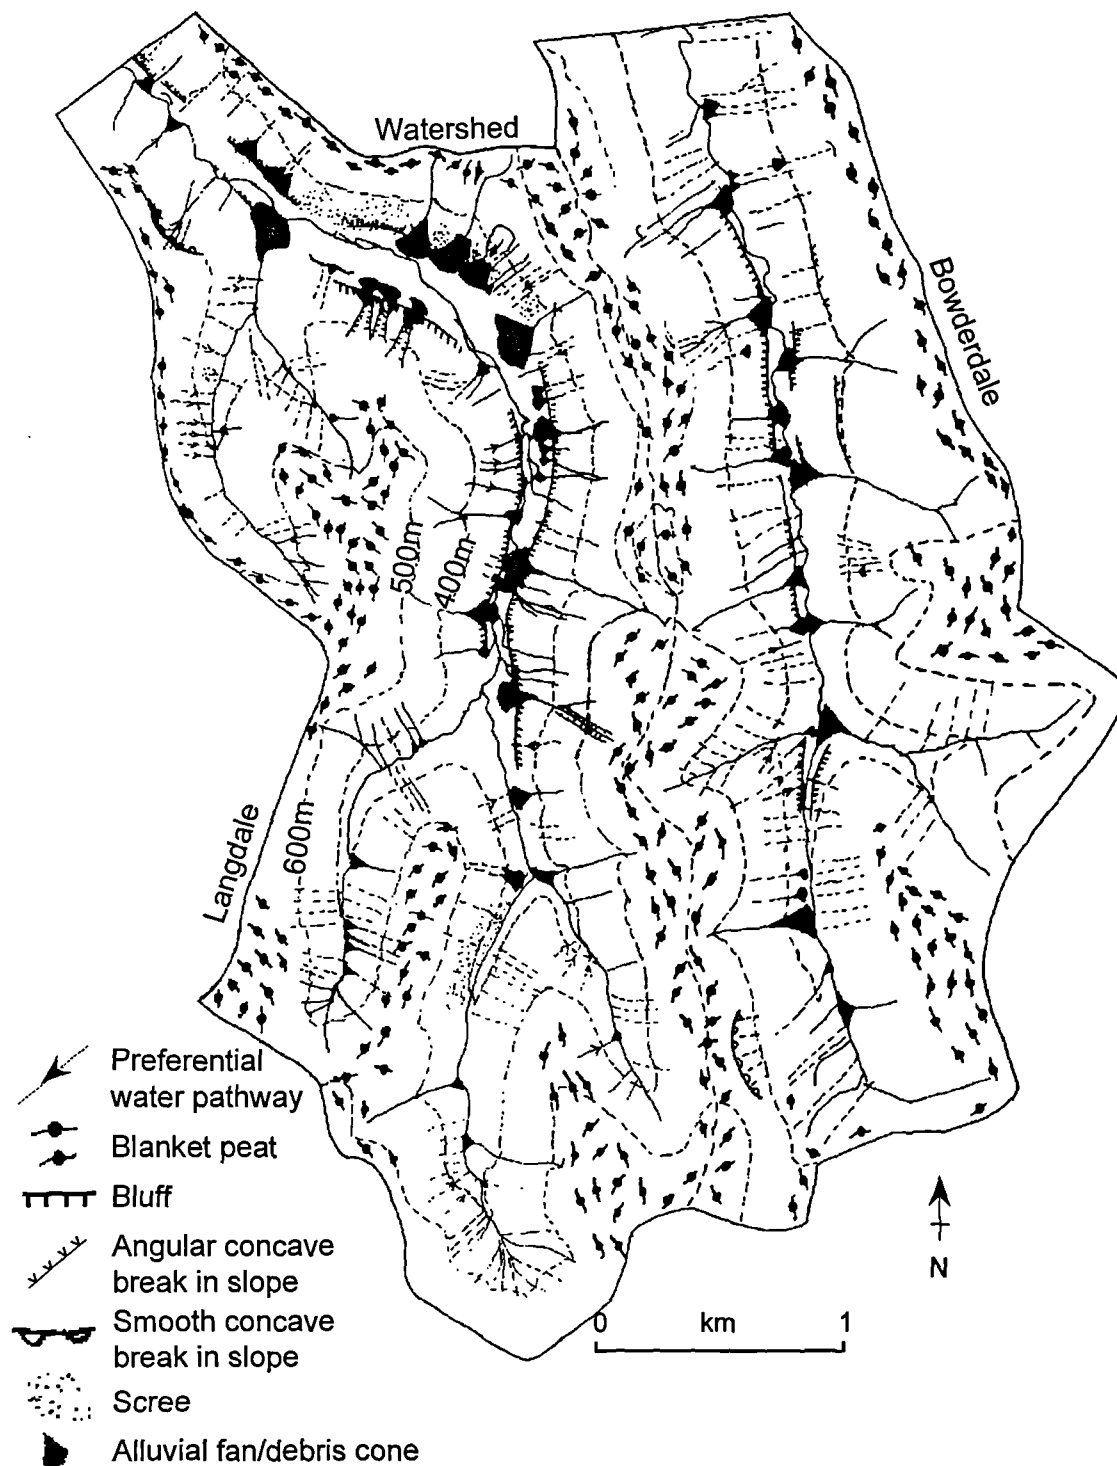 Watershed
Bowderdale
500m
400m
600m
Langdale
Preferential
water pathway
Blanket peat
Bluff
Angular concave
break in slope
Smooth concave
break in slope
Scree
Alluvial fan/debris cone
N
0 km 1